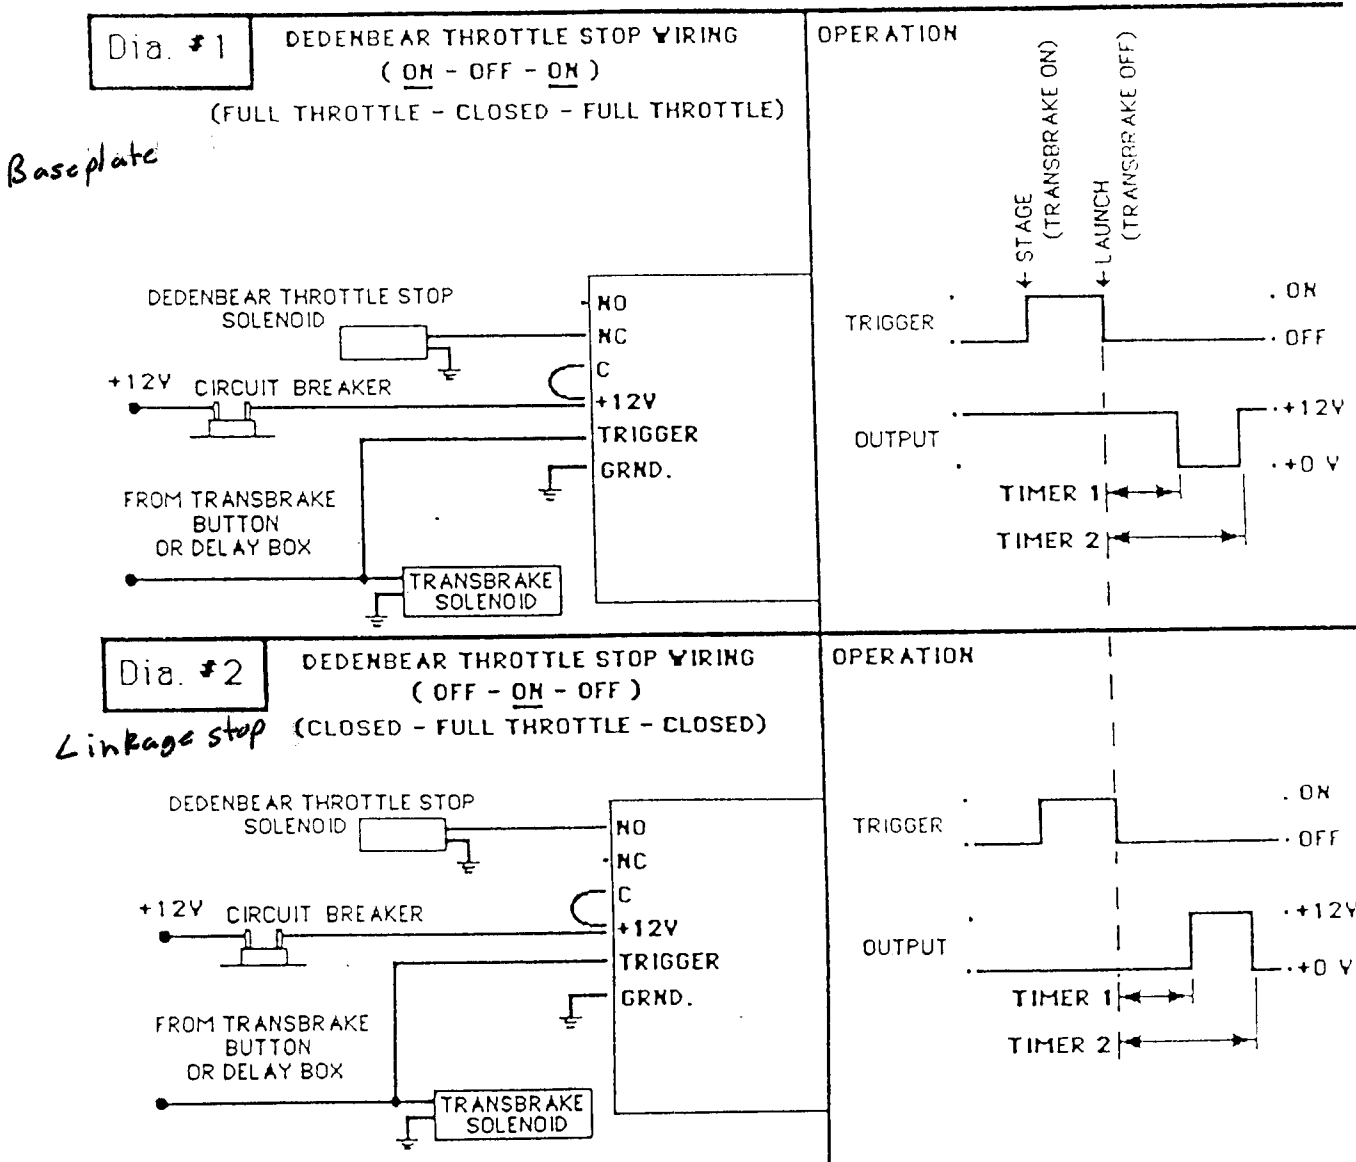 Dia. #1
DEDENBEAR THROTTLE STOP WIRING
( ON - OFF - ON )
(FULL THROTTLE - CLOSED - FULL THROTTLE)
Baseplate
DEDENBEAR THROTTLE STOP
SOLENOID
+12V
CIRCUIT BREAKER
NO
NC
C
+12V
TRIGGER
GRND.
FROM TRANSBRAKE
BUTTON
OR DELAY BOX
TRANSBRAKE
SOLENOID
OPERATION
STAGE
(TRANSBRAKE ON)
LAUNCH
(TRANSBRAKE OFF)
TRIGGER
ON
OFF
OUTPUT
+12V
+0 V
TIMER 1
TIMER 2
Dia. #2
DEDENBEAR THROTTLE STOP WIRING
( OFF - ON - OFF )
(CLOSED - FULL THROTTLE - CLOSED)
Linkage stop
DEDENBEAR THROTTLE STOP
SOLENOID
+12V
CIRCUIT BREAKER
NO
NC
C
+12V
TRIGGER
GRND.
FROM TRANSBRAKE
BUTTON
OR DELAY BOX
TRANSBRAKE
SOLENOID
OPERATION
TRIGGER
ON
OFF
OUTPUT
+12V
+0 V
TIMER 1
TIMER 2